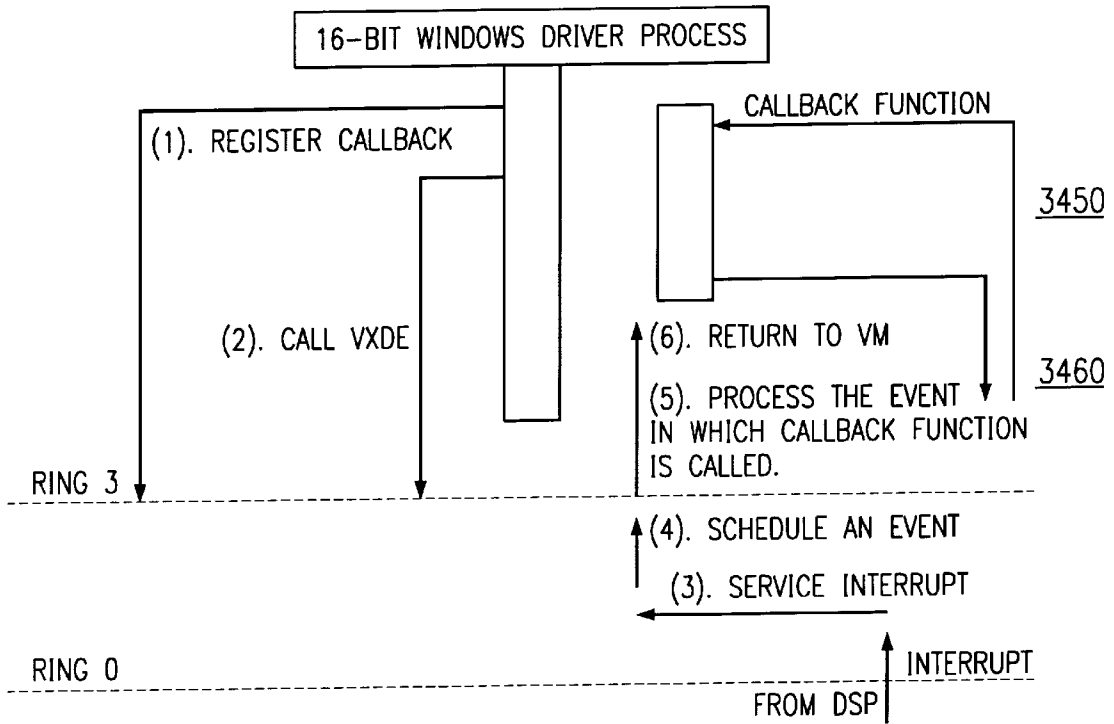 16-BIT WINDOWS DRIVER PROCESS
CALLBACK FUNCTION
(1). REGISTER CALLBACK
3450
(2). CALL VXDE
(6). RETURN TO VM
3460
(5). PROCESS THE EVENT
IN WHICH CALLBACK FUNCTION
IS CALLED.
RING 3
(4). SCHEDULE AN EVENT
(3). SERVICE INTERRUPT
RING 0
INTERRUPT
FROM DSP